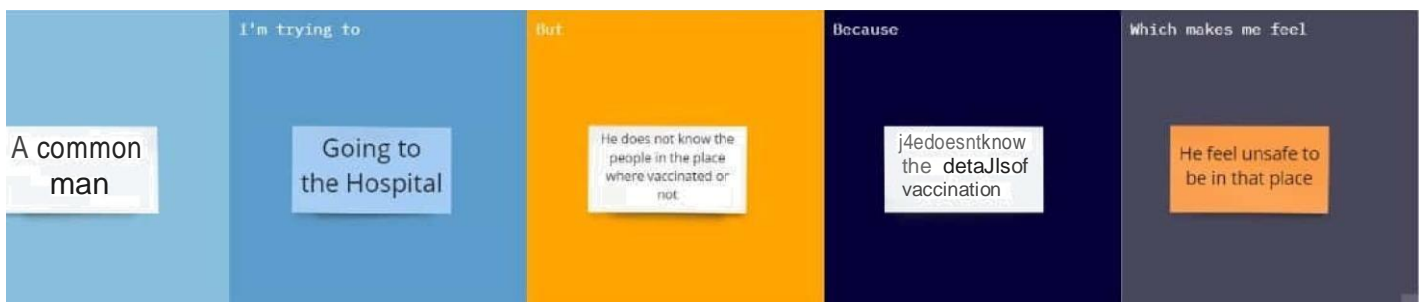 I'm trying to
But
Because
Which makes me feel
A common
man
Going to
the Hospital
He does not know the
people in the place
where vaccinated or
not
j4edoesntknow
the detaJIsof
vaccination
He feel unsafe to
be in that place